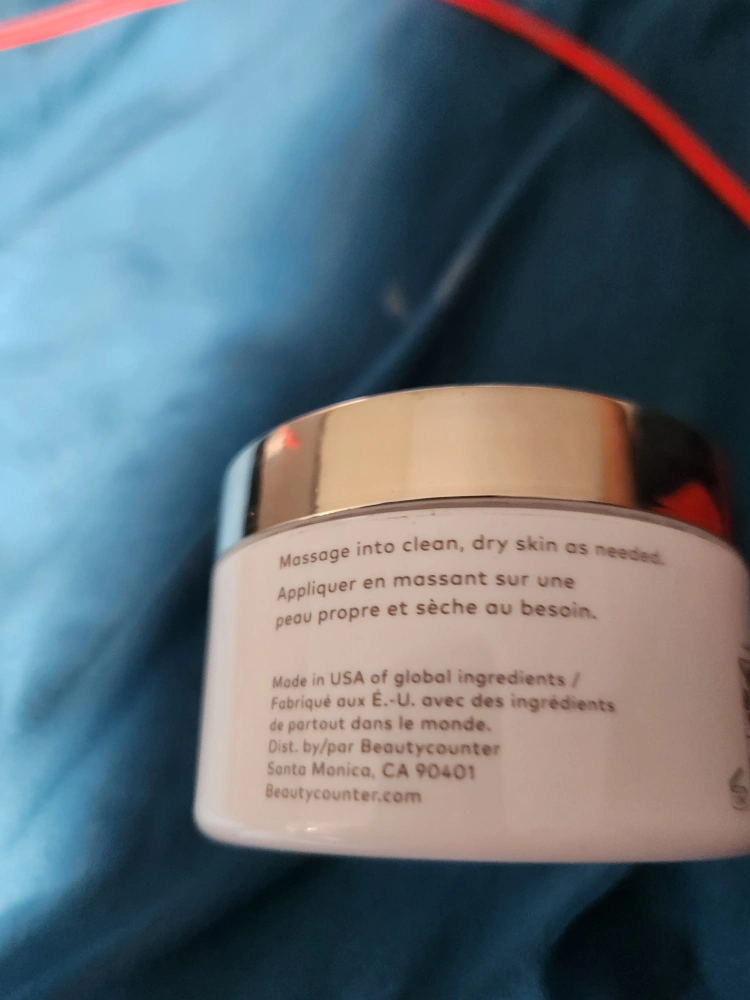 Massage into clean, dry skin as needed.
Appliquer en massant sur une
peau propre et sèche au besoin.
Made in USA of global ingredients /
Fabriqué aux É.-U. avec des ingrédients
de partout dans le monde.
Dist. by/par Beautycounter
Santa Monica, CA 90401
Beautycounter.com